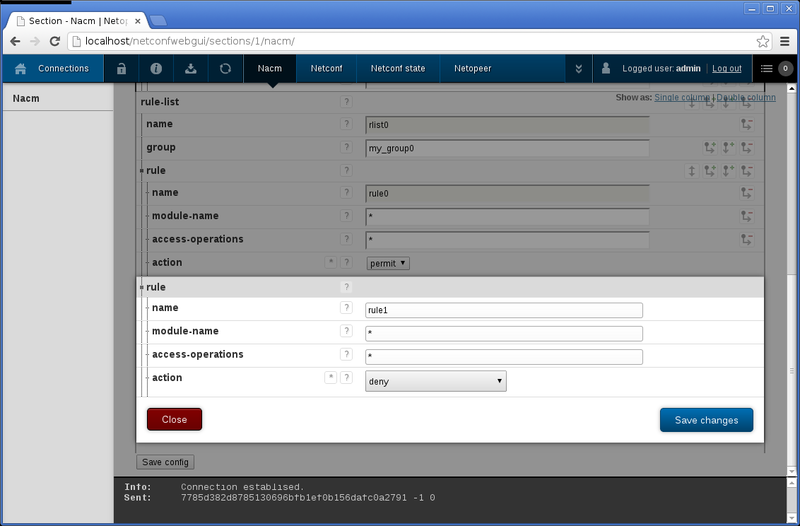 Section - Nacm | Netop
localhost/netconfwebgui/sections/1/nacm/
Connections Nacm Netconf Netconf state Netopeer Logged user: admin Log out 0
Nacm
Show as: Single column | Double column
rule-list ?
name ? rlist0
group ? my_group0
rule ?
name ? rule0
module-name ? *
access-operations ? *
action * ? permit
rule ?
name ? rule1
module-name ? *
access-operations ? *
action * ? deny
Close Save changes
Save config
Info: Connection establised.
Sent: 7785d382d8785130696bfb1ef0b156dafc0a2791 -1 0